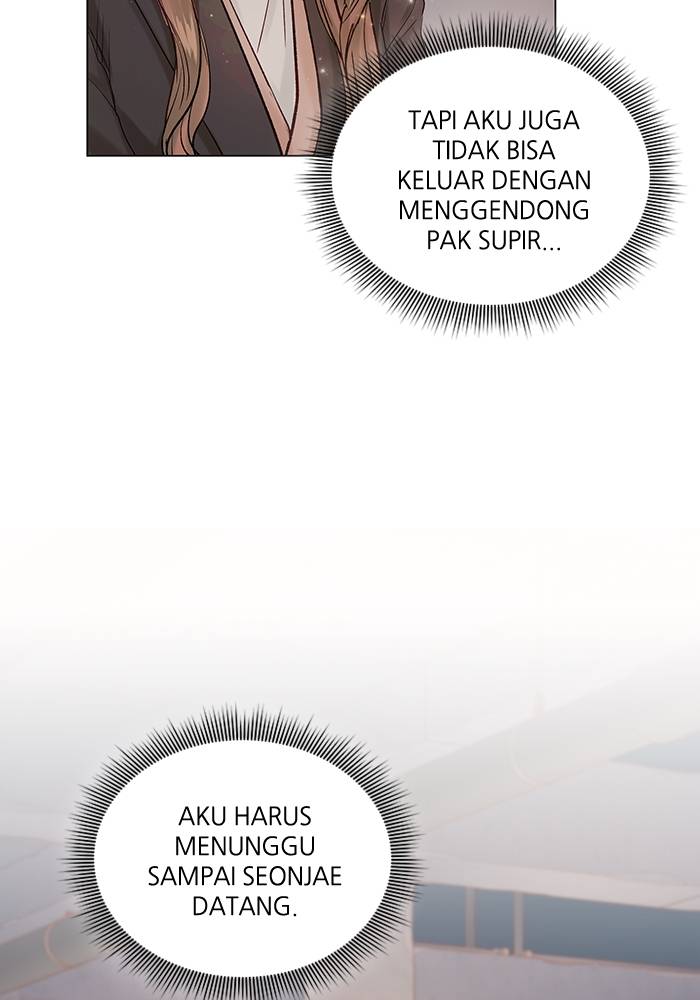 TAPI AKU JUGA
TIDAK BISA
KELUAR DENGAN
MENGGENDONG
PAK SUPIR...
AKU HARUS
MENUNGGU
SAMPAI SEONJAE
DATANG.